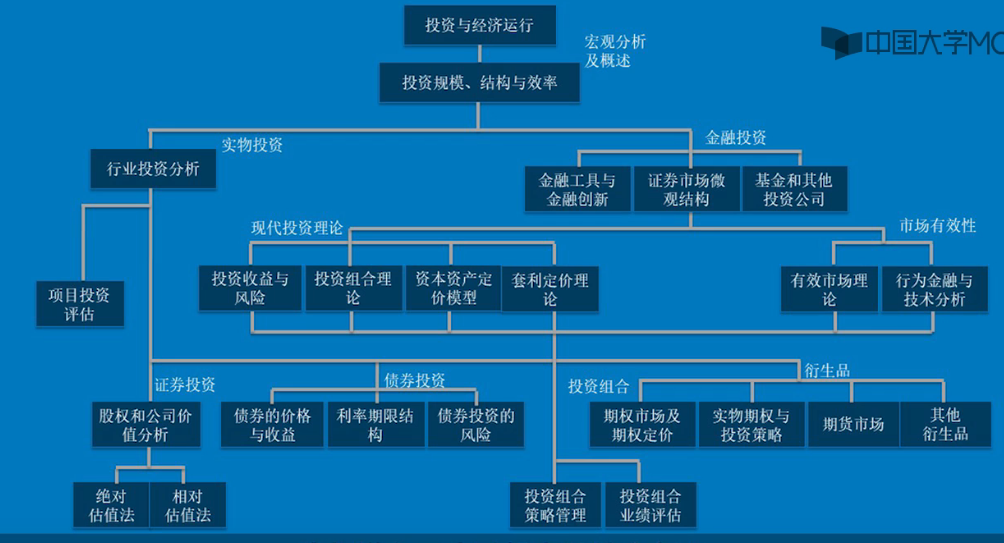 投资与经济运行
宏观分析
及概述
中国大学MO
投资规模、结构与效率
实物投资
金融投资
行业投资分析
金融工具与
金融创新
证券市场微
观结构
基金和其他
投资公司
现代投资理论
市场有效性
投资收益与
风险
投资组合理
论
资本资产定
价模型
套利定价理
论
有效市场理
论
行为金融与
技术分析
项目投资
评估
证券投资
债券投资
投资组合
衍生品
股权和公司价
值分析
债券的价格
与收益
利率期限结
构
债券投资的
风险
期权市场及
期权定价
实物期权与
投资策略
期货市场
其他
衍生品
绝对
估值法
相对
估值法
投资组合
策略管理
投资组合
业绩评估